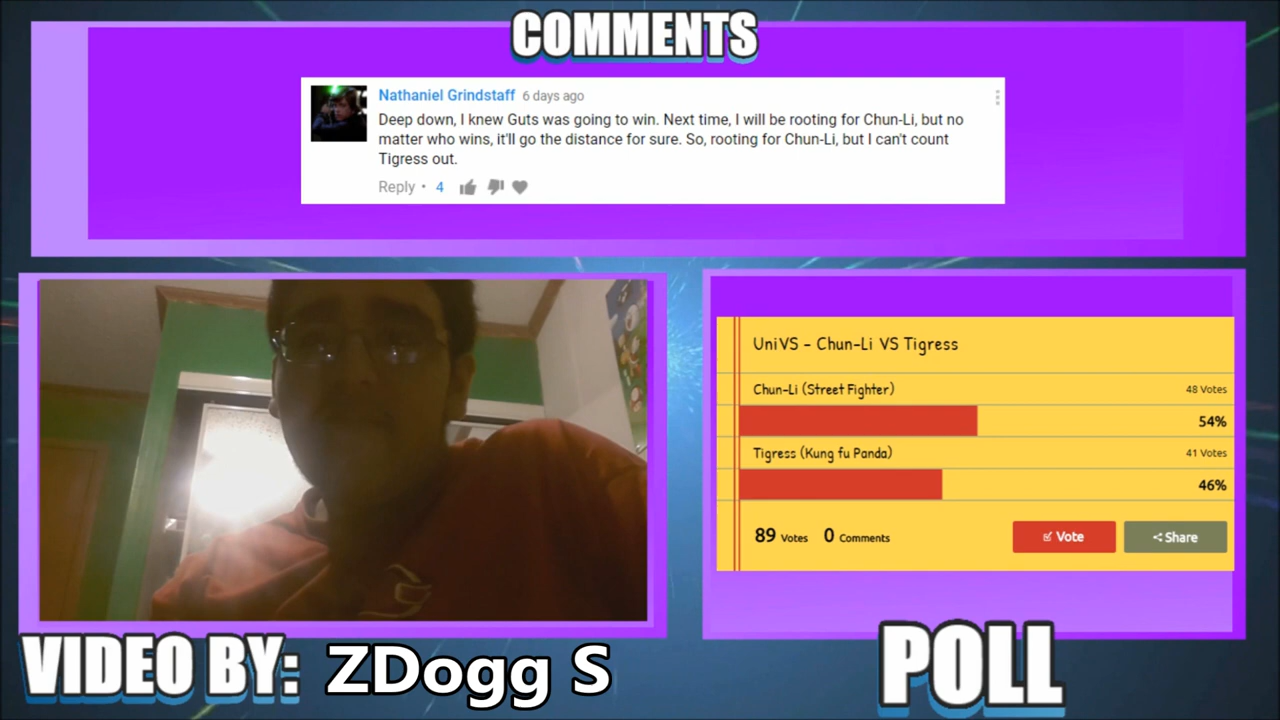 COMMENTS
Nathaniel Grindstaff 6 days ago
Deep down, I knew Guts was going to win. Next time, I will be rooting for Chun-Li, but no
matter who wins, it'll go the distance for sure. So, rooting for Chun-Li, but I can't count
Tigress out.
Reply • 4
UniVS - Chun-Li VS Tigress
Chun-Li (Street Fighter) 48 Votes
54%
Tigress (Kung fu Panda) 41 Votes
46%
89 Votes 0 Comments Vote Share
VIDEO BY: ZDogg S
POLL